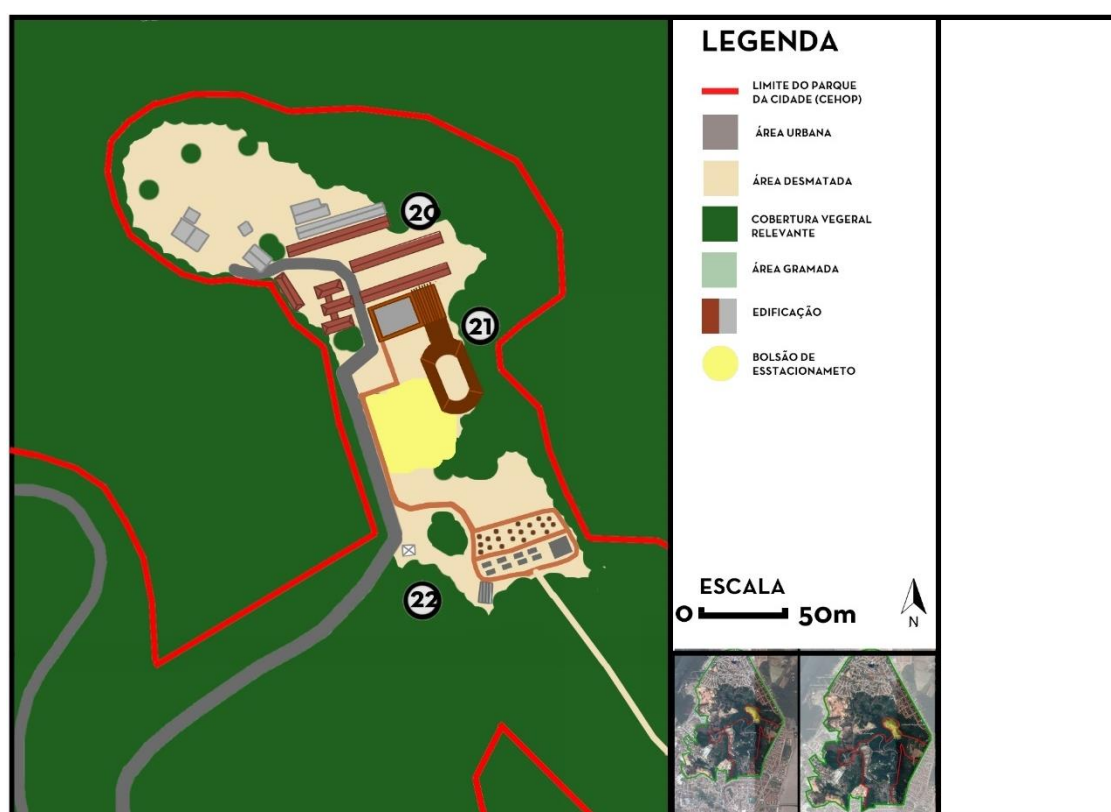 20
21
22
LEGENDA
LIMITE DO PARQUE
DA CIDADE (CEHOP)
ÁREA URBANA
ÁREA DESMATADA
COBERTURA VEGERAL
RELEVANTE
ÁREA GRAMADA
EDIFICAÇÃO
BOLSÃO DE
ESSTACIONAMETO
ESCALA
0 50m
N